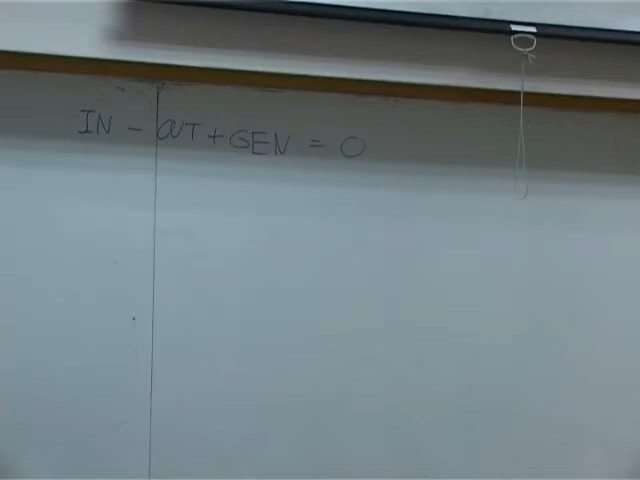 IN - OUT + GEN = 0